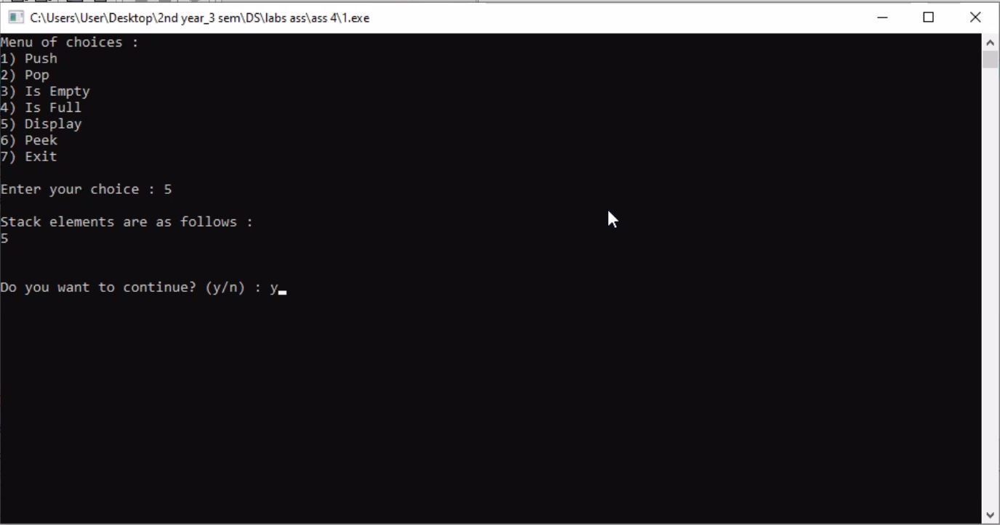 C:\Users\User\Desktop\2nd year_3 sem\DS\labs ass\ass 4\1.exe
Menu of choices :
1) Push
2) Pop
3) Is Empty
4) Is Full
5) Display
6) Peek
7) Exit
Enter your choice : 5
Stack elements are as follows :
5
Do you want to continue? (y/n) : y